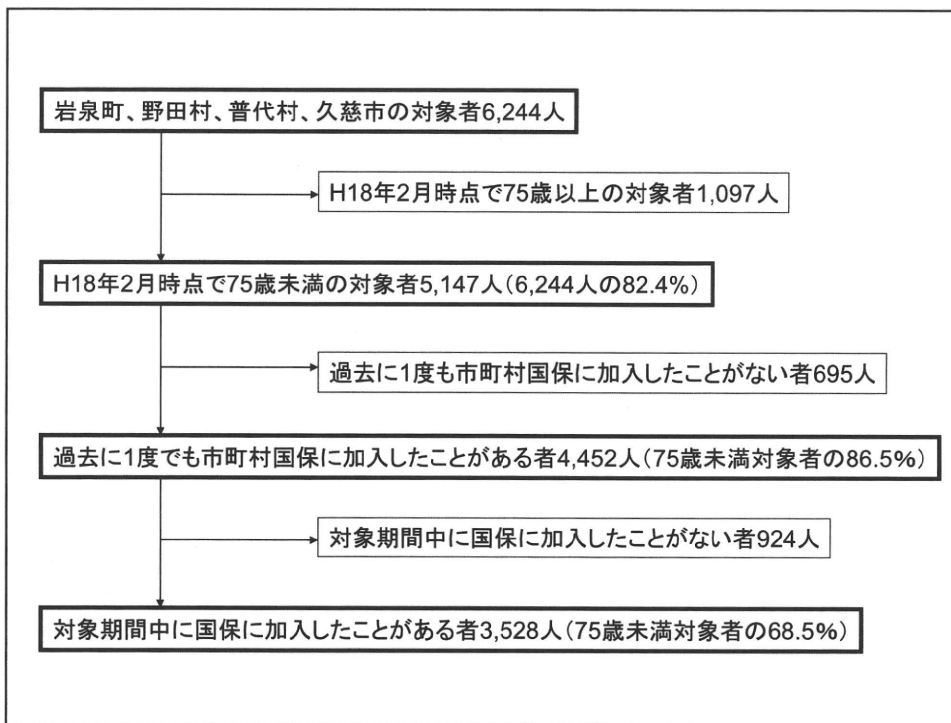 岩泉町、野田村、普代村、久慈市の対象者6,244人
H18年2月時点で75歳以上の対象者1,097人
H18年2月時点で75歳未満の対象者5,147人(6,244人の82.4%)
過去に1度も市町村国保に加入したことがない者695人
過去に1度でも市町村国保に加入したことがある者4,452人(75歳未満対象者の86.5%)
対象期間中に国保に加入したことがない者924人
対象期間中に国保に加入したことがある者3,528人(75歳未満対象者の68.5%)